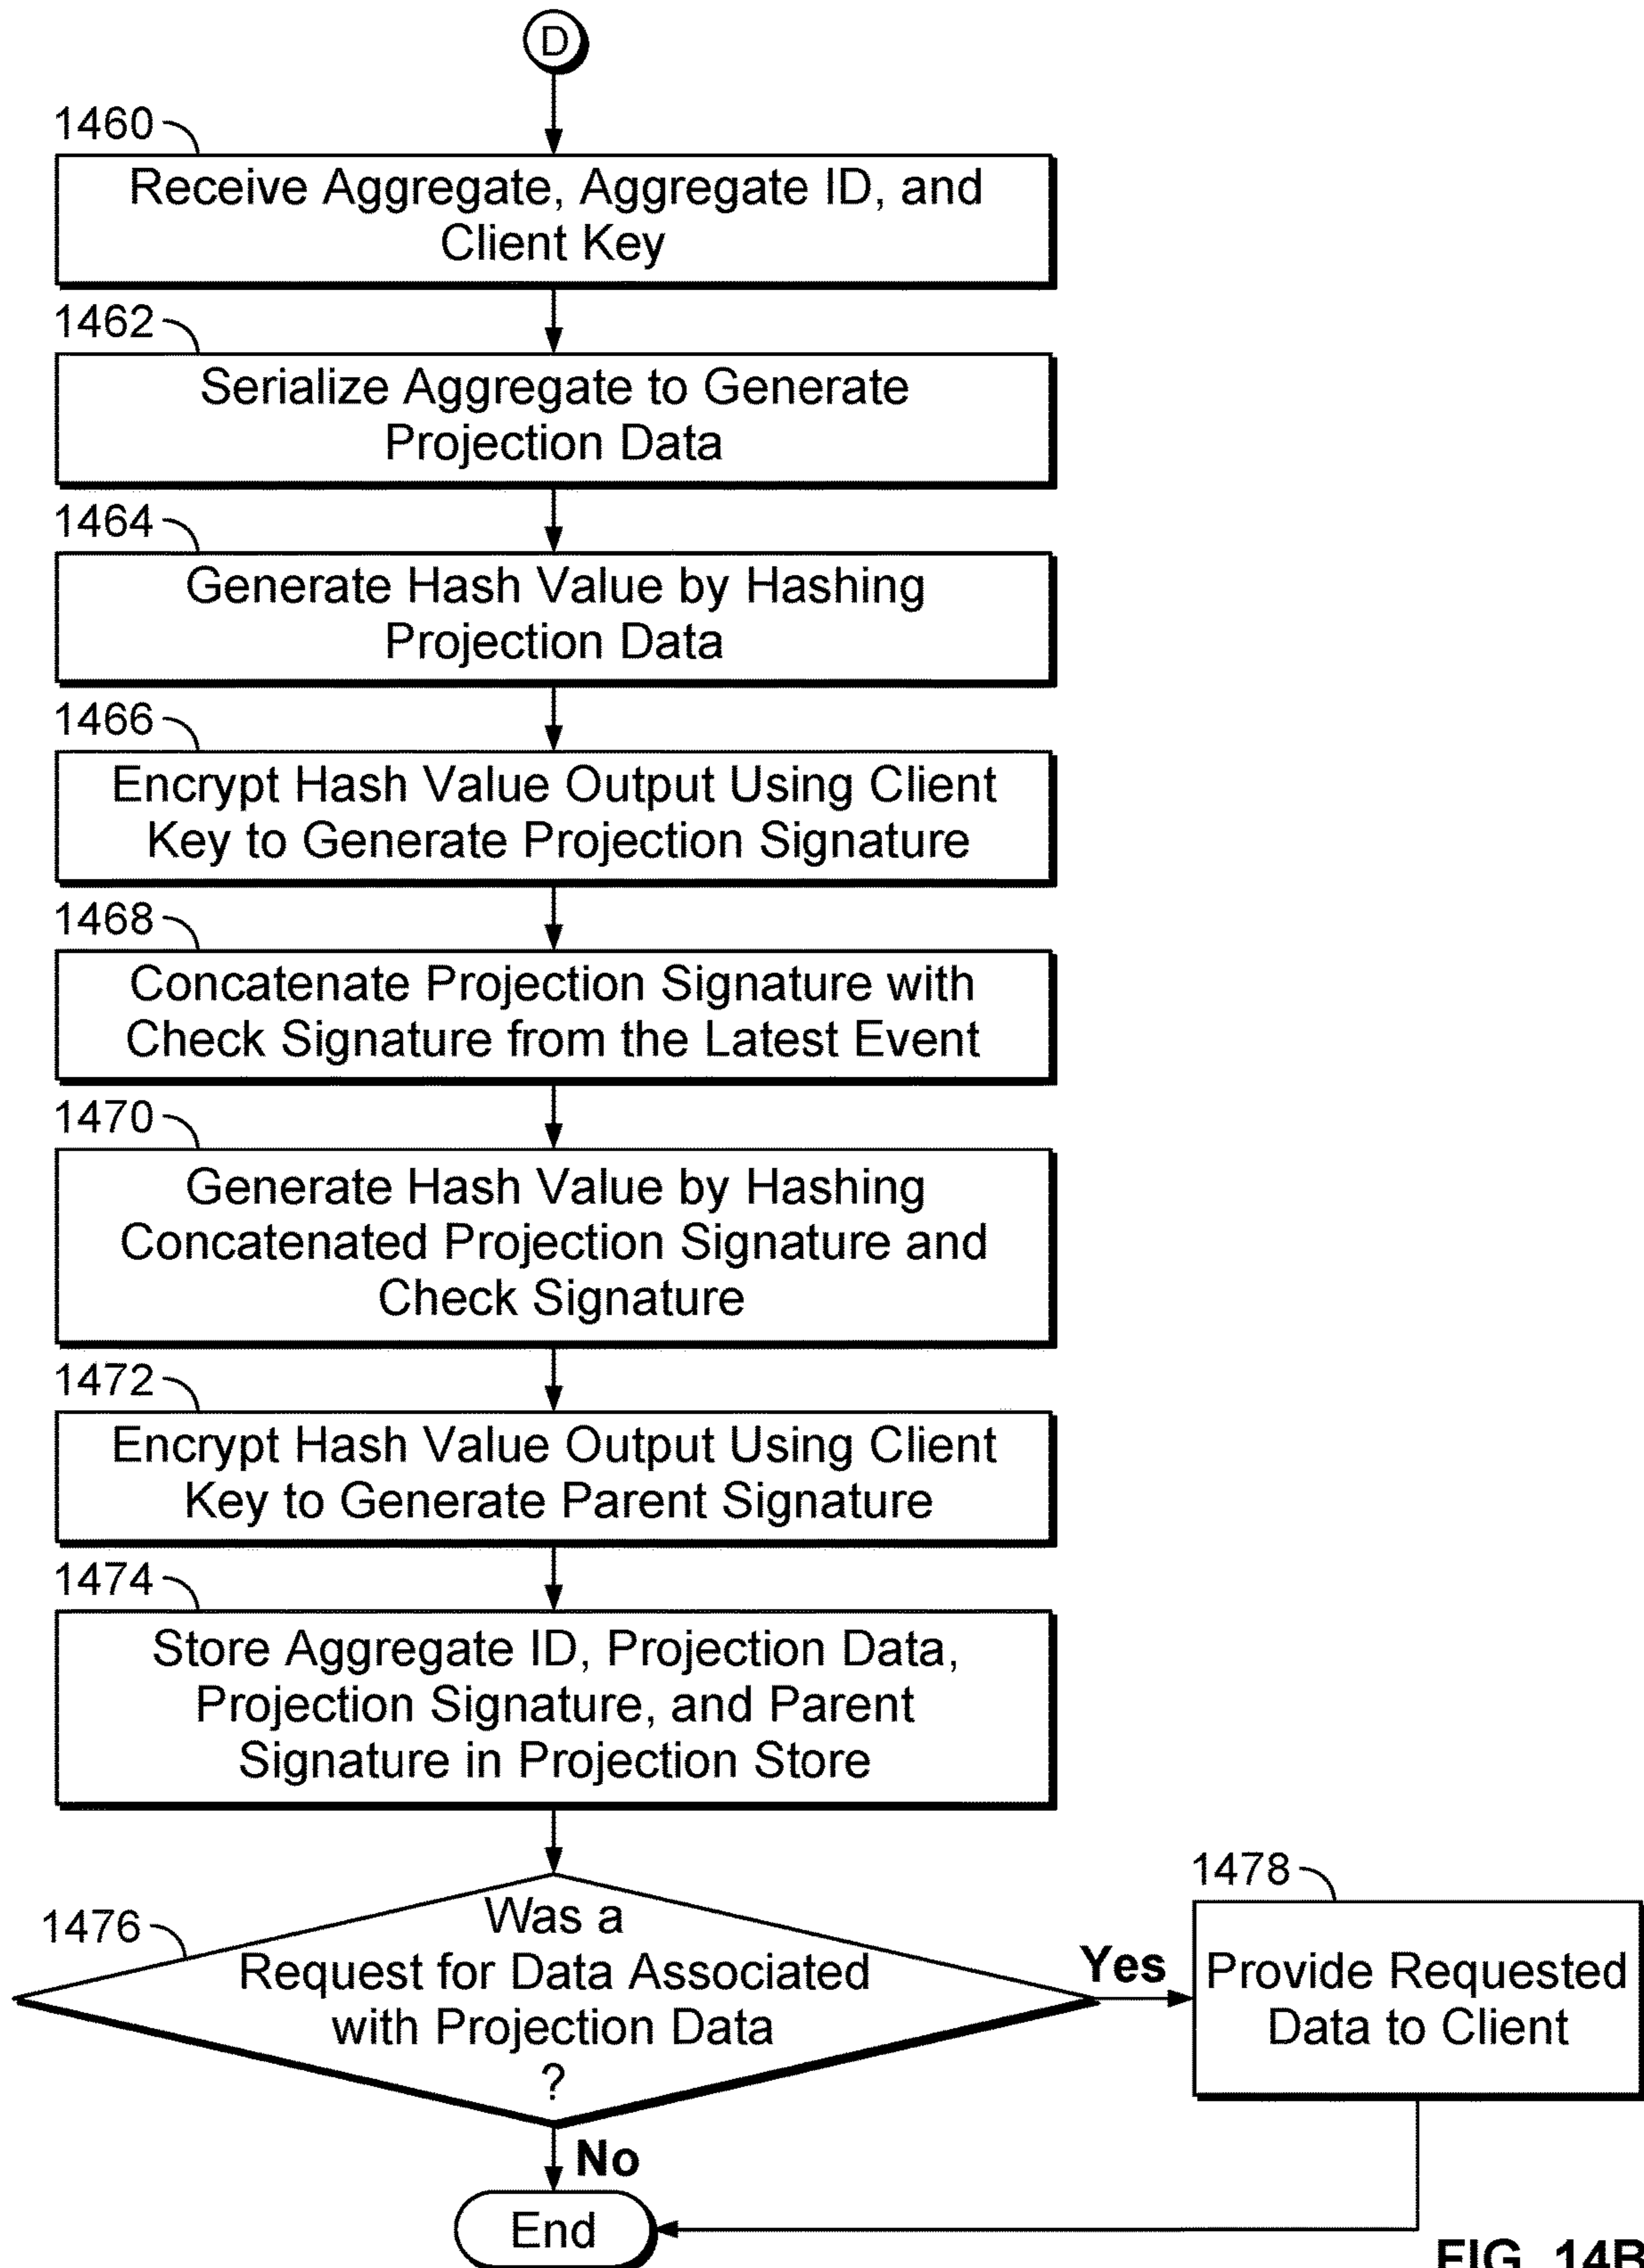 D
1460
Receive Aggregate, Aggregate ID, and
Client Key
1462
Serialize Aggregate to Generate
Projection Data
1464
Generate Hash Value by Hashing
Projection Data
1466
Encrypt Hash Value Output Using Client
Key to Generate Projection Signature
1468
Concatenate Projection Signature with
Check Signature from the Latest Event
1470
Generate Hash Value by Hashing
Concatenated Projection Signature and
Check Signature
1472
Encrypt Hash Value Output Using Client
Key to Generate Parent Signature
1474
Store Aggregate ID, Projection Data,
Projection Signature, and Parent
Signature in Projection Store
1476
Was a
Request for Data Associated
with Projection Data
?
Yes
1478
Provide Requested
Data to Client
No
End
FIG. 14B